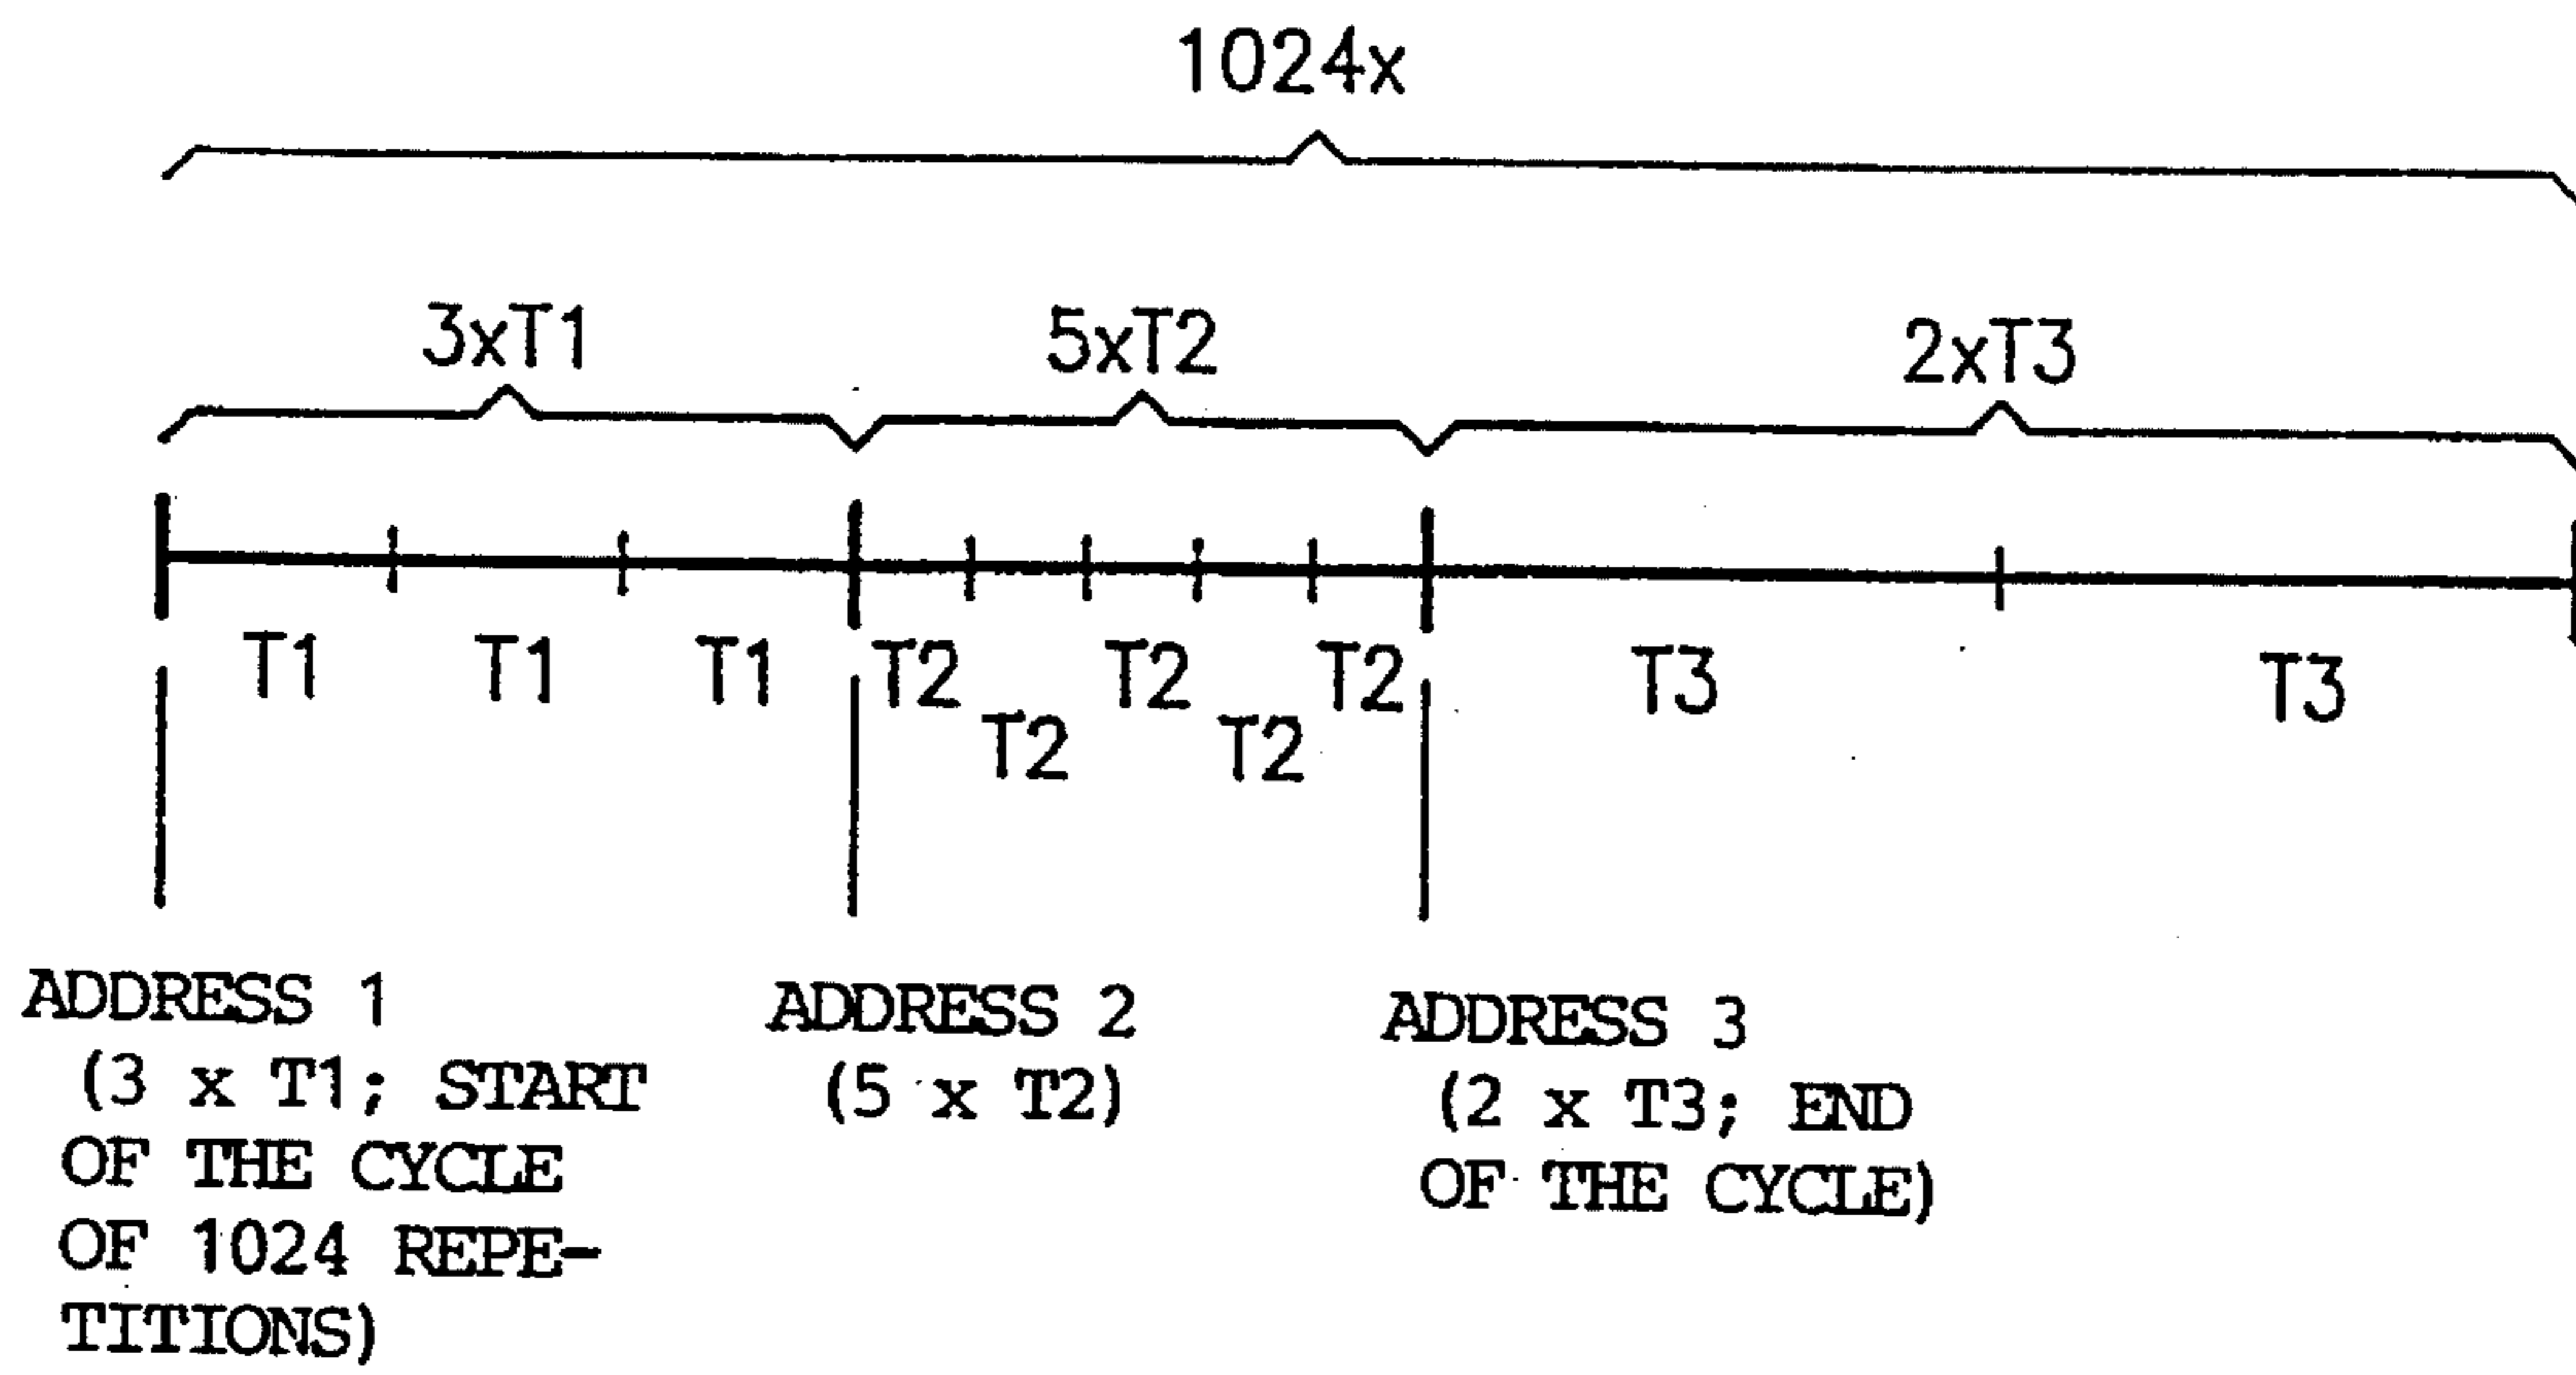 1024x
3xT1 5xT2 2xT3
T1 T1 T1 T2 T2 T2 T3 T3
T2 T2
ADDRESS 1
(3 x T1; START
OF THE CYCLE
OF 1024 REPE-
TITIONS)
ADDRESS 2
(5 x T2)
ADDRESS 3
(2 x T3; END
OF THE CYCLE)